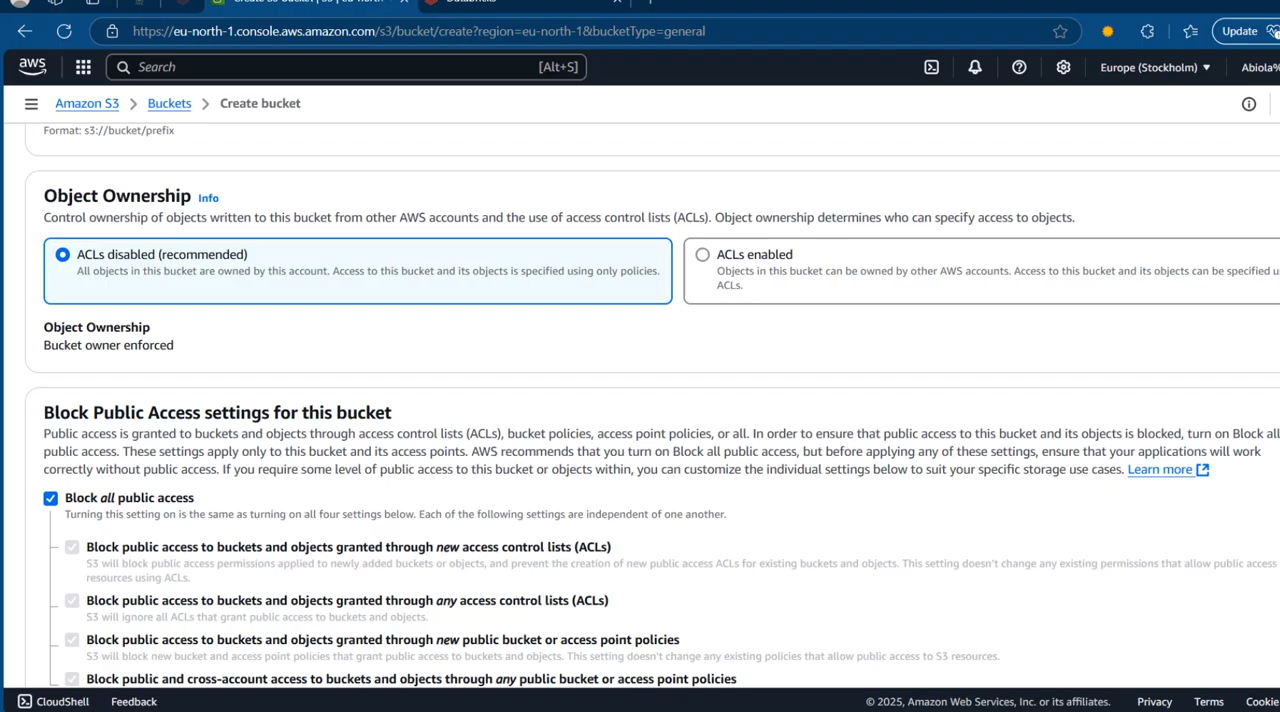 Create S3 bucket | S3 | eu-north-
Databricks
https://eu-north-1.console.aws.amazon.com/s3/bucket/create?region=eu-north-1&bucketType=general
Update
aws
Search
[Alt+S]
Europe (Stockholm)
Abiola%
Amazon S3
Buckets
Create bucket
Format: s3://bucket/prefix
Object Ownership Info
Control ownership of objects written to this bucket from other AWS accounts and the use of access control lists (ACLs). Object ownership determines who can specify access to objects.
ACLs disabled (recommended)
All objects in this bucket are owned by this account. Access to this bucket and its objects is specified using only policies.
ACLs enabled
Objects in this bucket can be owned by other AWS accounts. Access to this bucket and its objects can be specified u
ACLs.
Object Ownership
Bucket owner enforced
Block Public Access settings for this bucket
Public access is granted to buckets and objects through access control lists (ACLs), bucket policies, access point policies, or all. In order to ensure that public access to this bucket and its objects is blocked, turn on Block all
public access. These settings apply only to this bucket and its access points. AWS recommends that you turn on Block all public access, but before applying any of these settings, ensure that your applications will work
correctly without public access. If you require some level of public access to this bucket or objects within, you can customize the individual settings below to suit your specific storage use cases. Learn more
Block all public access
Turning this setting on is the same as turning on all four settings below. Each of the following settings are independent of one another.
Block public access to buckets and objects granted through new access control lists (ACLs)
S3 will block public access permissions applied to newly added buckets or objects, and prevent the creation of new public access ACLs for existing buckets and objects. This setting doesn't change any existing permissions that allow public access
resources using ACLs.
Block public access to buckets and objects granted through any access control lists (ACLs)
S3 will ignore all ACLs that grant public access to buckets and objects.
Block public access to buckets and objects granted through new public bucket or access point policies
S3 will block new bucket and access point policies that grant public access to buckets and objects. This setting doesn't change any existing policies that allow public access to S3 resources.
Block public and cross-account access to buckets and objects through any public bucket or access point policies
CloudShell
Feedback
© 2025, Amazon Web Services, Inc. or its affiliates.
Privacy
Terms
Cookie